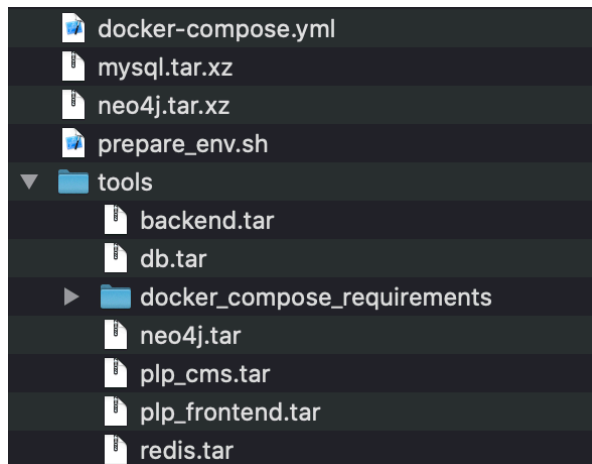 docker-compose.yml
mysql.tar.xz
neo4j.tar.xz
prepare_env.sh
tools
backend.tar
db.tar
docker_compose_requirements
neo4j.tar
plp_cms.tar
plp_frontend.tar
redis.tar